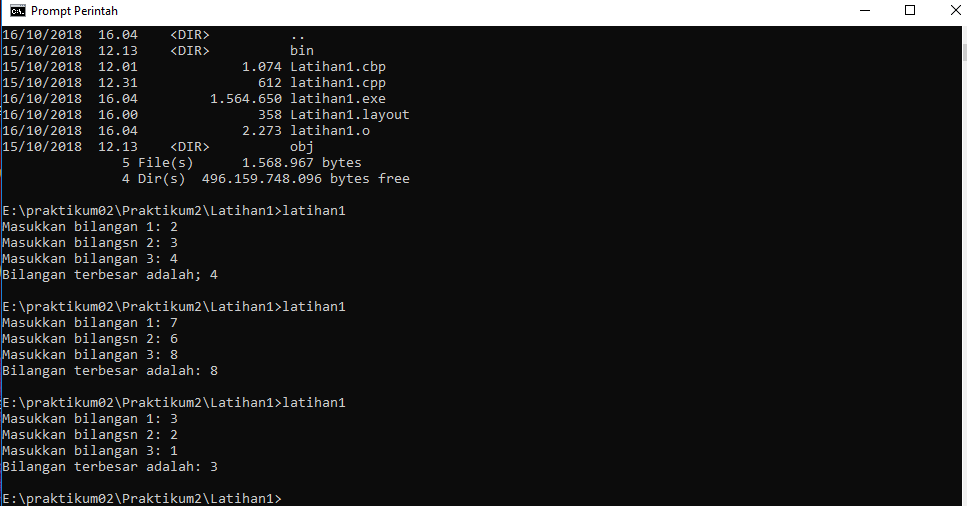 Prompt Perintah
16/10/2018  16.04    <DIR>          ..
15/10/2018  12.13    <DIR>          bin
15/10/2018  12.01             1.074 Latihan1.cbp
15/10/2018  12.31               612 latihan1.cpp
16/10/2018  16.04         1.564.650 latihan1.exe
16/10/2018  16.00               358 Latihan1.layout
16/10/2018  16.04             2.273 latihan1.o
15/10/2018  12.13    <DIR>          obj
5 File(s)      1.568.967 bytes
4 Dir(s)  496.159.748.096 bytes free
E:\praktikum02\Praktikum2\Latihan1>latihan1
Masukkan bilangan 1: 2
Masukkan bilangsn 2: 3
Masukkan bilangan 3: 4
Bilangan terbesar adalah; 4
E:\praktikum02\Praktikum2\Latihan1>latihan1
Masukkan bilangan 1: 7
Masukkan bilangsn 2: 6
Masukkan bilangan 3: 8
Bilangan terbesar adalah: 8
E:\praktikum02\Praktikum2\Latihan1>latihan1
Masukkan bilangan 1: 3
Masukkan bilangsn 2: 2
Masukkan bilangan 3: 1
Bilangan terbesar adalah: 3
E:\praktikum02\Praktikum2\Latihan1>